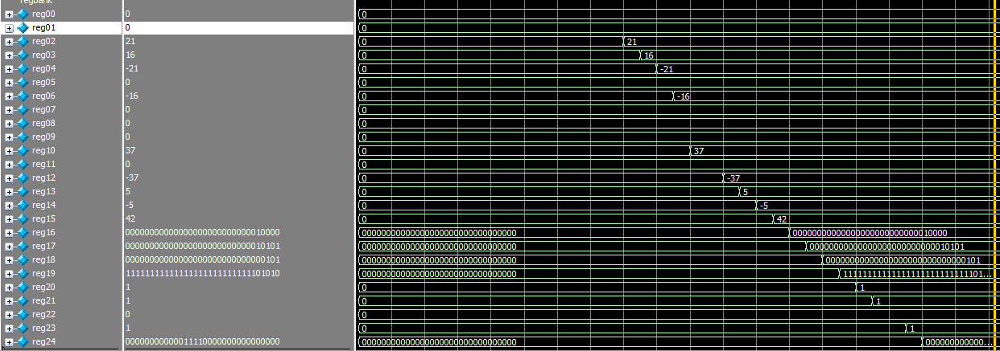 regbank
reg00 0 0
reg01 0 0
reg02 21 0 21
reg03 16 0 16
reg04 -21 0 -21
reg05 0 0
reg06 -16 0 -16
reg07 0 0
reg08 0 0
reg09 0 0
reg10 37 0 37
reg11 0 0
reg12 -37 0 -37
reg13 5 0 5
reg14 -5 0 -5
reg15 42 0 42
reg16 00000000000000000000000000010000 00000000000000000000000000000000 00000000000000000000000000010000
reg17 00000000000000000000000000010101 00000000000000000000000000000000 00000000000000000000000000010101
reg18 00000000000000000000000000000101 00000000000000000000000000000000 00000000000000000000000000000101
reg19 11111111111111111111111111101010 00000000000000000000000000000000 11111111111111111111111111101...
reg20 1 0 1
reg21 1 0 1
reg22 0 0
reg23 1 0 1
reg24 00000000000011110000000000000000 00000000000000000000000000000000 000000000000...